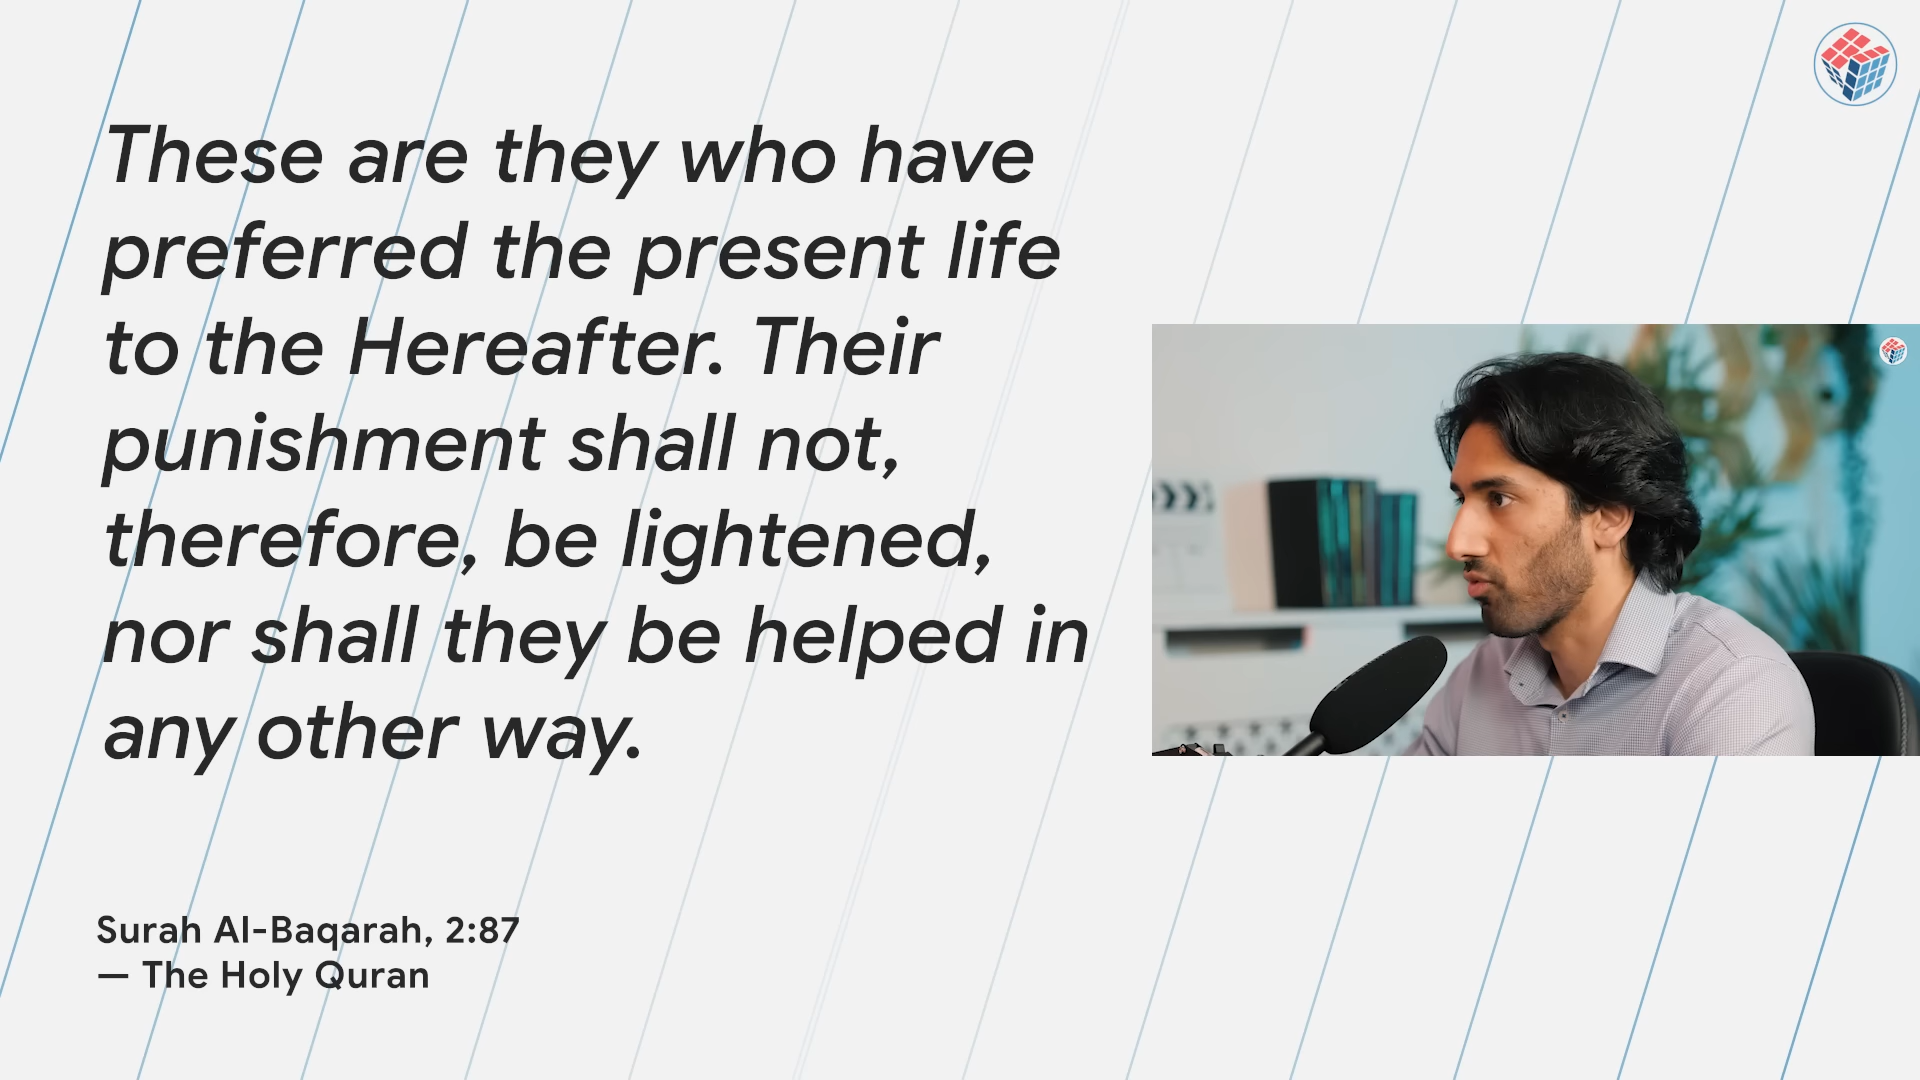 These are they who have
preferred the present life
to the Hereafter. Their
punishment shall not,
therefore, be lightened,
nor shall they be helped in
any other way.
Surah Al-Baqarah, 2:87
— The Holy Quran